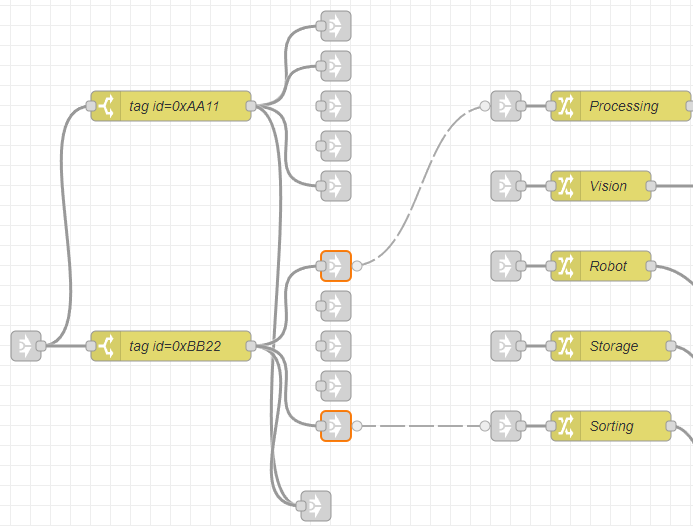 tag id=0xAA11
Processing
Vision
Robot
tag id=0xBB22
Storage
Sorting